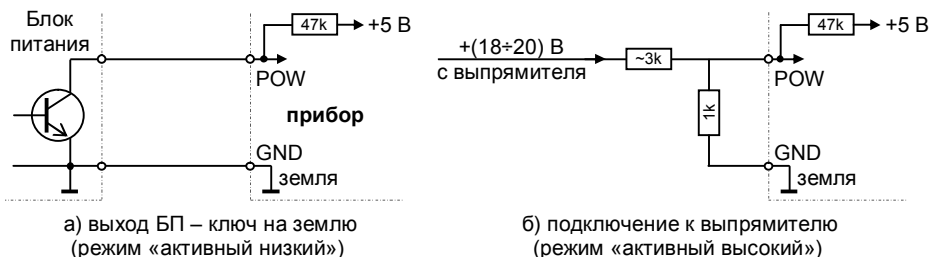 Блок
питания
47k
+5 В
POW
прибор
GND
земля
а) выход БП – ключ на землю
(режим «активный низкий»)
+(18÷20) В
с выпрямителя
~3k
1k
47k
+5 В
POW
GND
земля
б) подключение к выпрямителю
(режим «активный высокий»)